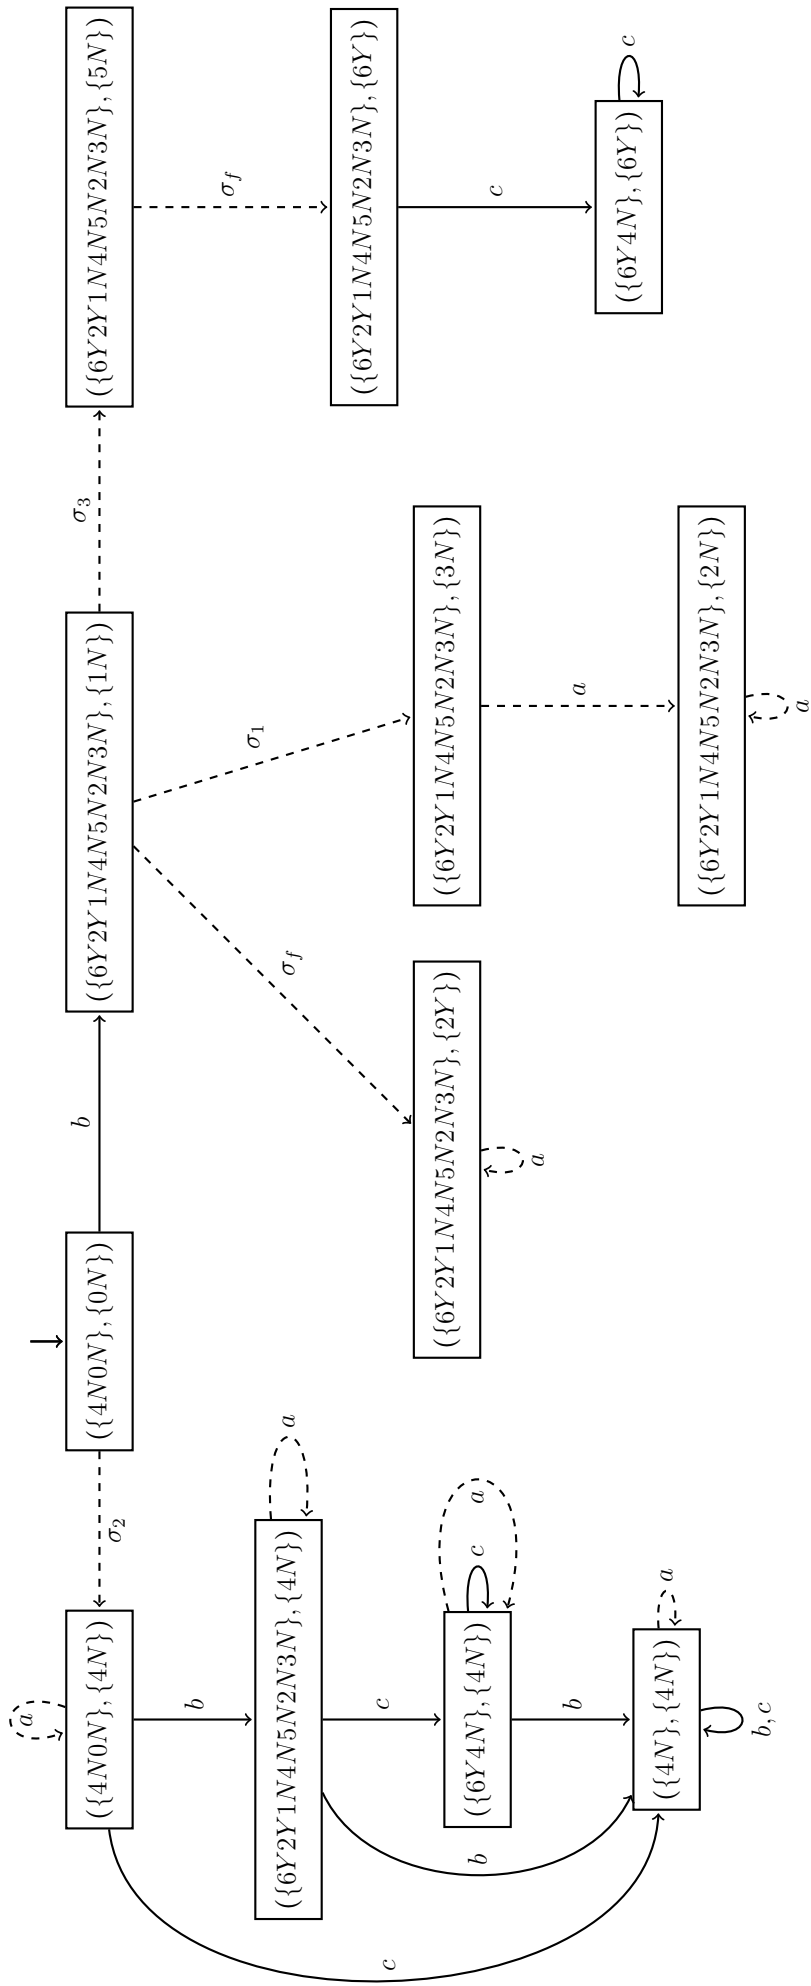 a
({4N0N}, {4N})
σ2
({4N0N}, {0N})
b
({6Y2Y1N4N5N2N3N}, {1N})
σ3
({6Y2Y1N4N5N2N3N}, {5N})
b
a
({6Y2Y1N4N5N2N3N}, {4N})
σf
σ1
σf
({6Y2Y1N4N5N2N3N}, {6Y})
c
c
b
c
a
({6Y4N}, {4N})
({6Y2Y1N4N5N2N3N}, {2Y})
a
({6Y2Y1N4N5N2N3N}, {3N})
a
c
({6Y4N}, {6Y})
c
b
({4N}, {4N})
a
b, c
({6Y2Y1N4N5N2N3N}, {2N})
a